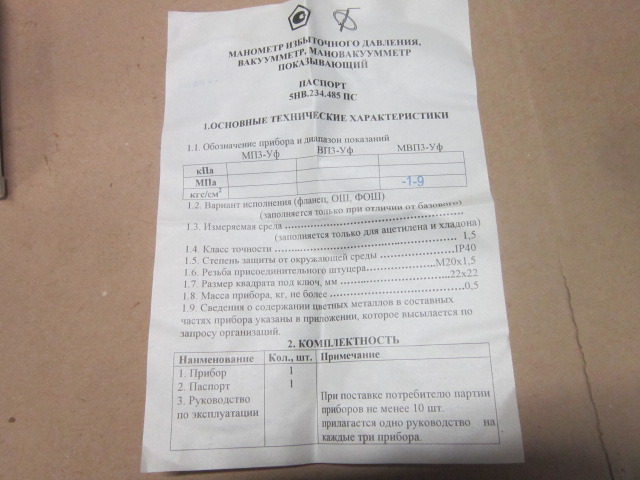 МАНОМЕТР ИЗБЫТОЧНОГО ДАВЛЕНИЯ,
ВАКУУММЕТР, МАНОВАКУУММЕТР
ПОКАЗЫВАЮЩИЙ
ПАСПОРТ
5НВ.234.485 ПС
1.ОСНОВНЫЕ ТЕХНИЧЕСКИЕ ХАРАКТЕРИСТИКИ
1.1. Обозначение прибора и диапазон показаний
МП3-Уф ВП3-Уф МВП3-Уф
кПа
МПа
кгс/см² -1-9
1.2. Вариант исполнения (фланец, ОШ, ФОШ)
(заполняется только при отличии от базового)
1.3. Измеряемая среда
(заполняется только для ацетилена и хладона)
1.4. Класс точности 1,5
1.5. Степень защиты от окружающей среды IP40
1.6. Резьба присоединительного штуцера М20х1,5
1.7. Размер квадрата под ключ, мм 22х22
1.8. Масса прибора, кг, не более 0,5
1.9. Сведения о содержании цветных металлов в составных
частях прибора указаны в приложении, которое высылается по
запросу организаций.
2. КОМПЛЕКТНОСТЬ
Наименование Кол., шт. Примечание
1. Прибор 1
2. Паспорт 1
3. Руководство При поставке потребителю партии
по эксплуатации приборов не менее 10 шт.
прилагается одно руководство на
каждые три прибора.